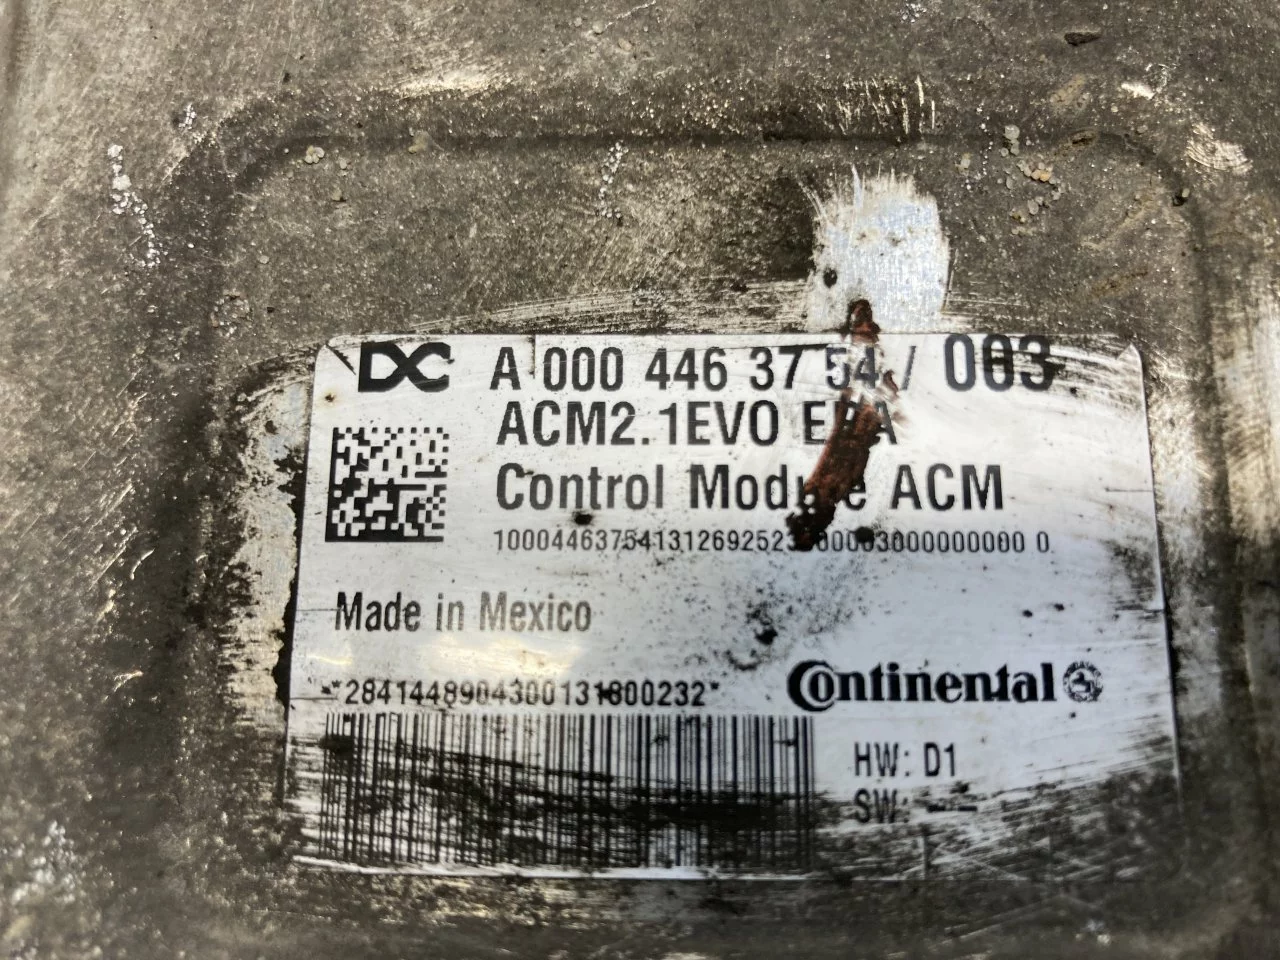 DC A 000 446 37 54 / 003
ACM2.1EVO EPA
Control Module ACM
Made in Mexico
*2841448904300131800232*
Continental
HW: D1
SW: --